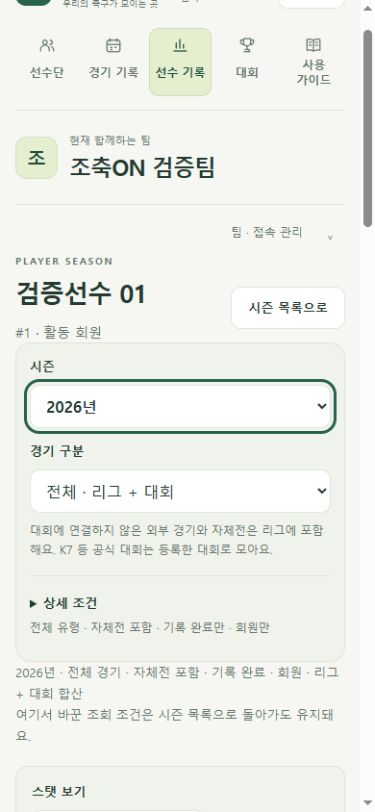 우리의 축구가 모이는 곳
선수단
경기 기록
선수 기록
대회
사용
가이드
현재 함께하는 팀
조
조축ON 검증팀
팀 · 접속 관리
PLAYER SEASON
검증선수 01
시즌 목록으로
#1 · 활동 회원
시즌
2026년
경기 구분
전체 · 리그 + 대회
대회에 연결하지 않은 외부 경기와 자체전은 리그에 포함
해요. K7 등 공식 대회는 등록한 대회로 모아요.
▶ 상세 조건
전체 유형 · 자체전 포함 · 기록 완료만 · 회원만
2026년 · 전체 경기 · 자체전 포함 · 기록 완료 · 회원 · 리그
+ 대회 합산
여기서 바꾼 조회 조건은 시즌 목록으로 돌아가도 유지돼
요.
스탯 보기